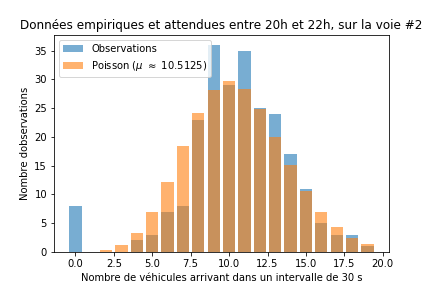 Données empiriques et attendues entre 20h et 22h, sur la voie #2
Observations
Poisson (μ ≈ 10.5125)
Nombre dobservations
35
30
25
20
15
10
5
0
0.0 2.5 5.0 7.5 10.0 12.5 15.0 17.5 20.0
Nombre de véhicules arrivant dans un intervalle de 30 s